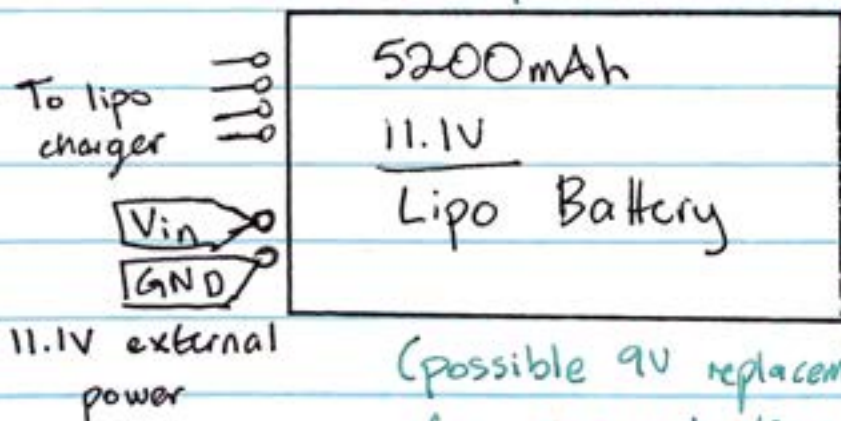 To lipo
charger
5200mAh
11.1V
Lipo Battery
Vin
GND
11.1V external
power
(possible 9V